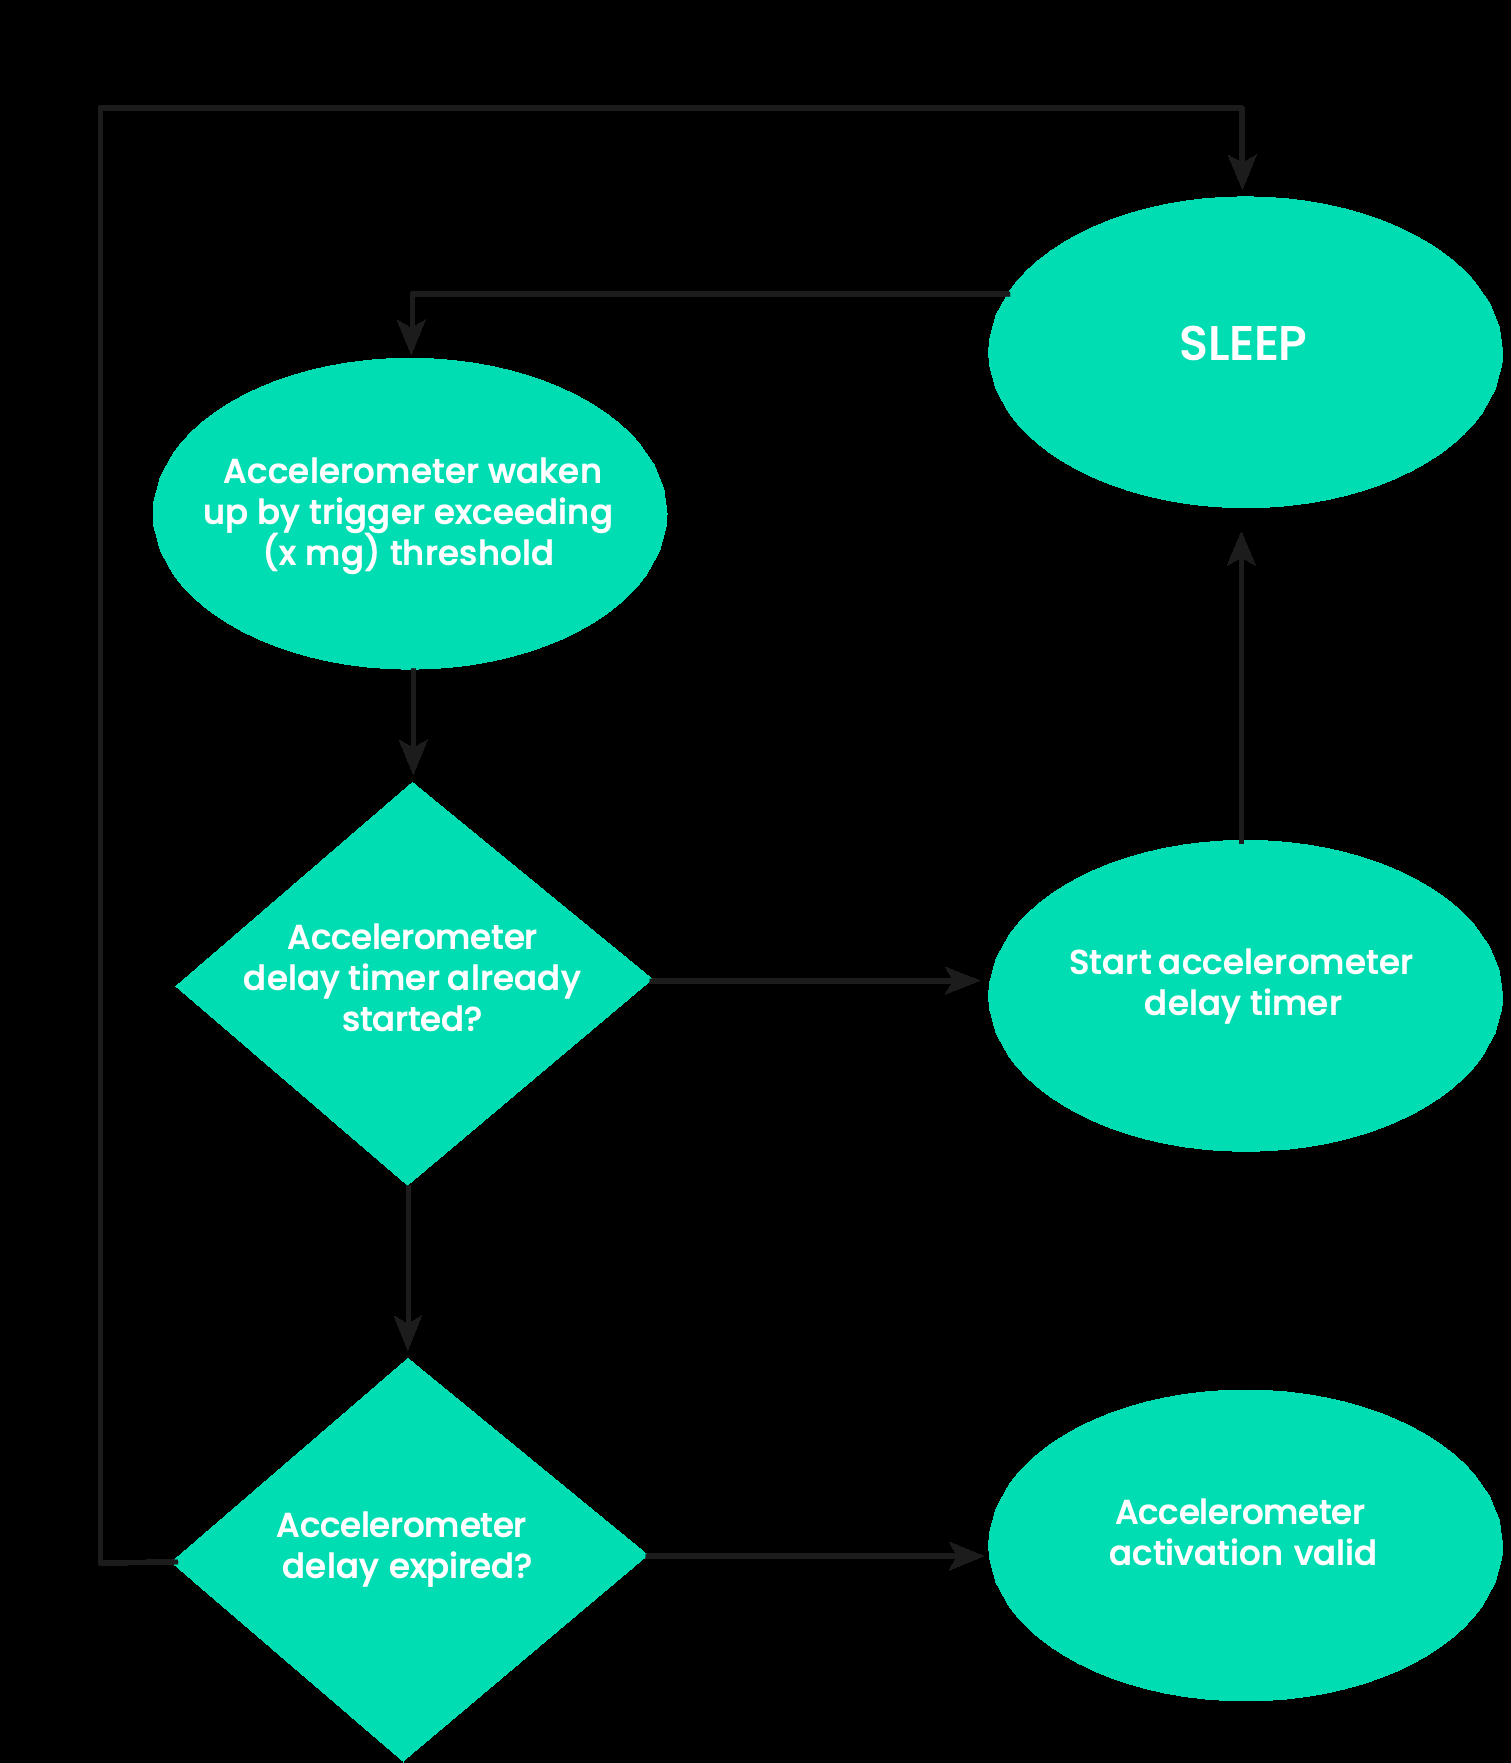 SLEEP
Accelerometer waken
up by trigger exceeding
(x mg) threshold
Accelerometer
delay timer already
started?
Start accelerometer
delay timer
Accelerometer
delay expired?
Accelerometer
activation valid